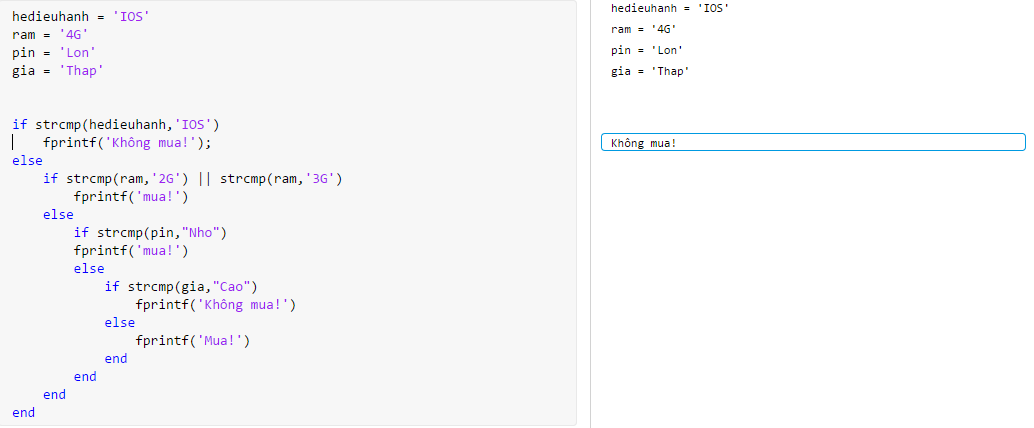 hedieuhanh = 'IOS'
ram = '4G'
pin = 'Lon'
gia = 'Thap'
if strcmp(hedieuhanh,'IOS')
    fprintf('Không mua!');
else
    if strcmp(ram,'2G') || strcmp(ram,'3G')
        fprintf('mua!')
    else
        if strcmp(pin,"Nho")
        fprintf('mua!')
        else
            if strcmp(gia,"Cao")
                fprintf('Không mua!')
            else
                fprintf('Mua!')
            end
        end
    end
end
hedieuhanh = 'IOS'
ram = '4G'
pin = 'Lon'
gia = 'Thap'
Không mua!